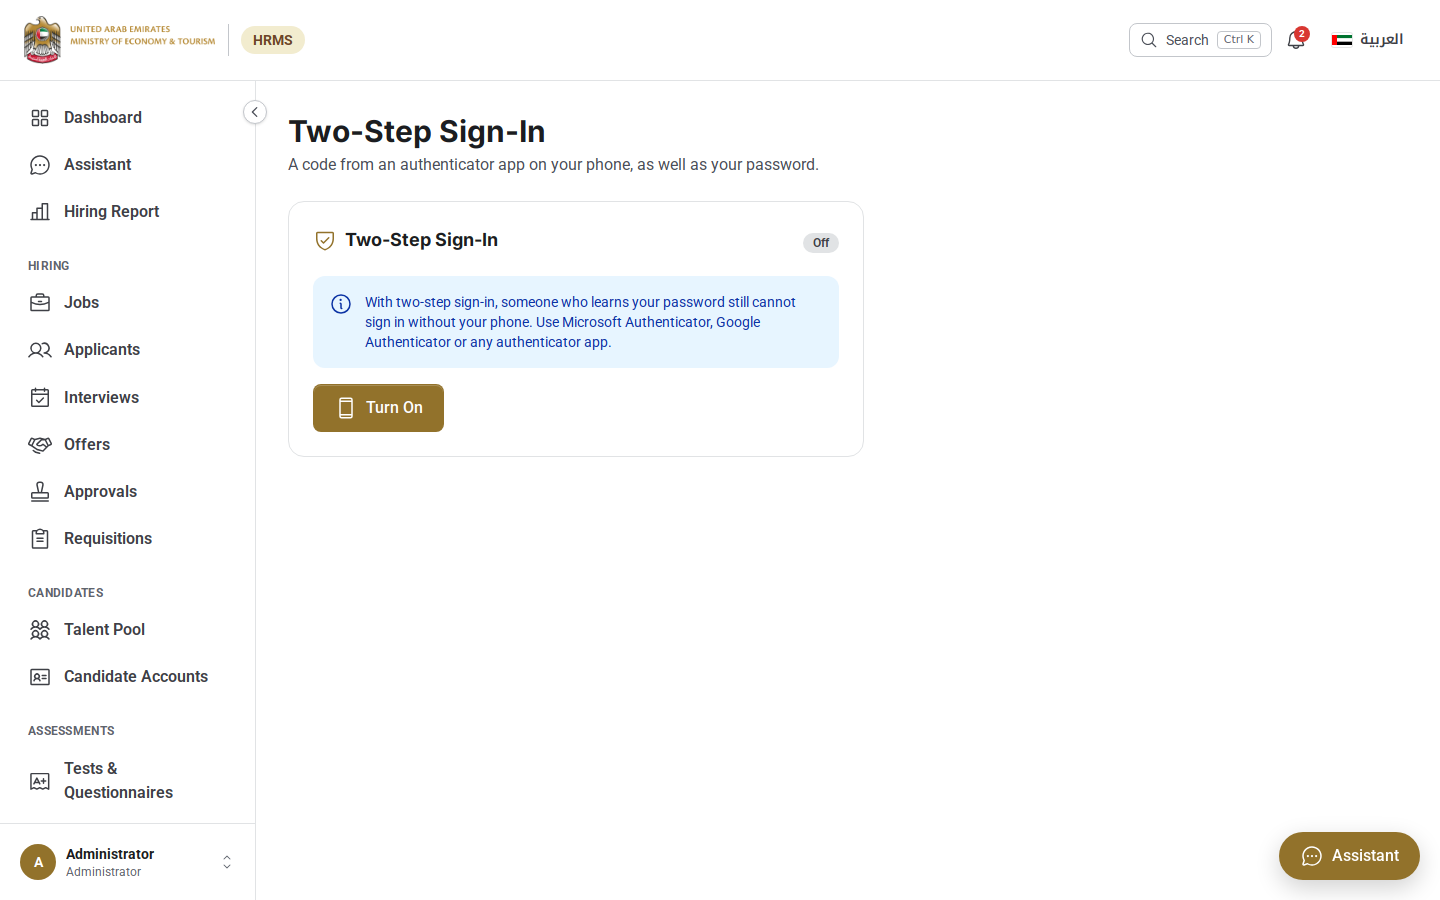 UNITED ARAB EMIRATES
MINISTRY OF ECONOMY & TOURISM
HRMS
Search
Ctrl K
2
العربية
Dashboard
Assistant
Hiring Report
HIRING
Jobs
Applicants
Interviews
Offers
Approvals
Requisitions
CANDIDATES
Talent Pool
Candidate Accounts
ASSESSMENTS
Tests &
Questionnaires
A
Administrator
Administrator
Two-Step Sign-In
A code from an authenticator app on your phone, as well as your password.
Two-Step Sign-In
Off
With two-step sign-in, someone who learns your password still cannot
sign in without your phone. Use Microsoft Authenticator, Google
Authenticator or any authenticator app.
Turn On
Assistant